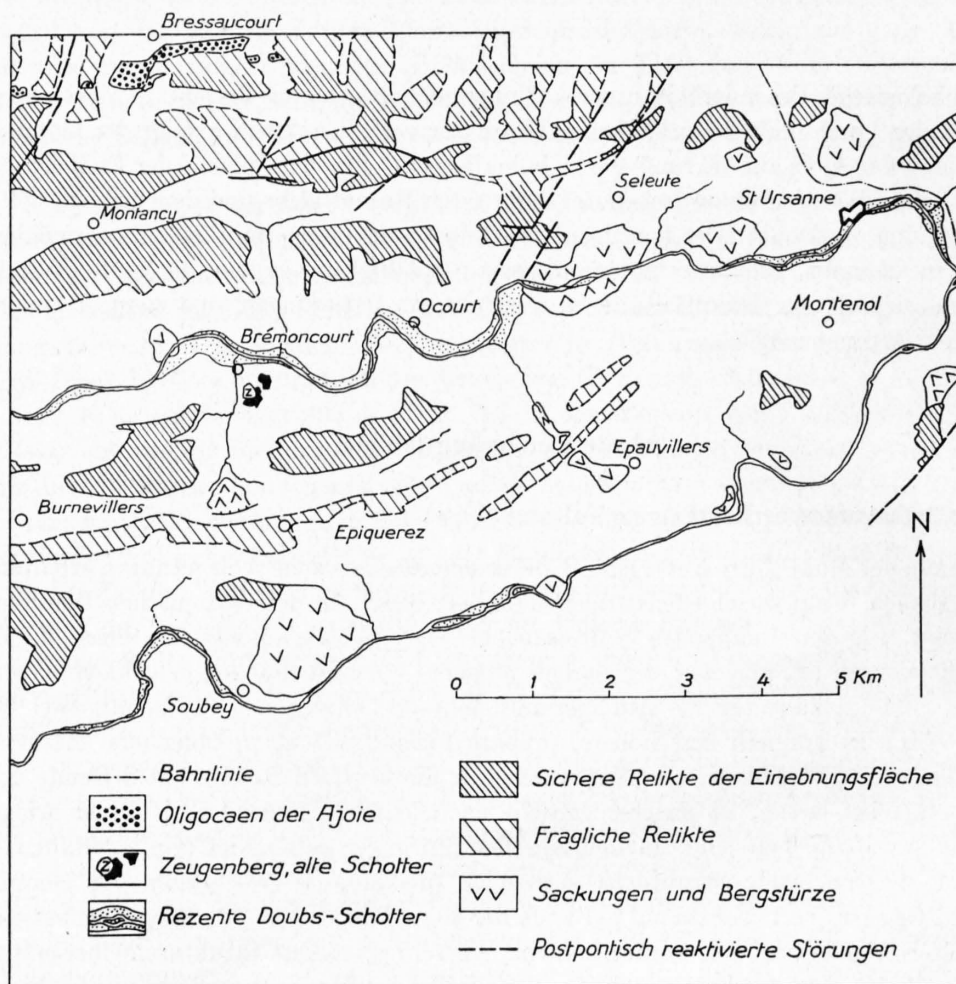 Bressaucourt
Seleute
St Ursanne
Montancy
Ocourt
Montenol
Brémoncourt
Z
Epauvillers
Burnevillers
Epiquerez
N
Soubey
0 1 2 3 4 5 Km
Bahnlinie
Oligocaen der Ajoie
Z Zeugenberg, alte Schotter
Rezente Doubs-Schotter
Sichere Relikte der Einebnungsfläche
Fragliche Relikte
Sackungen und Bergstürze
Postpontisch reaktivierte Störungen